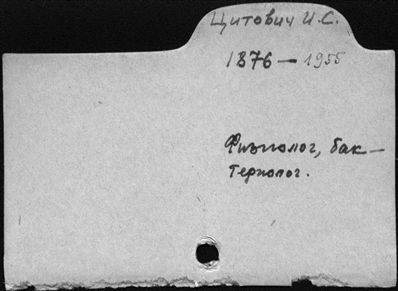 Цитович И.С.
1876 — 1955
Физиолог, бак-
териолог.